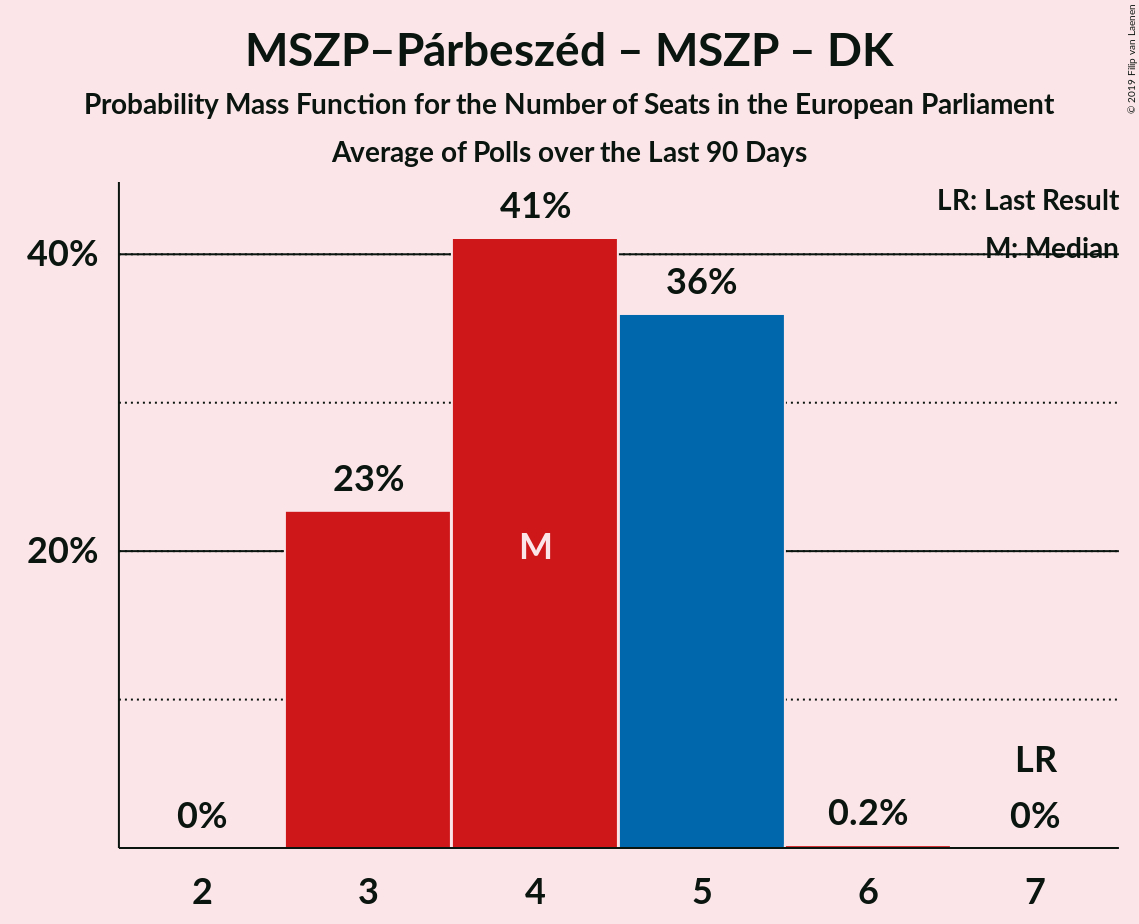 MSZP–Párbeszéd – MSZP – DK
Probability Mass Function for the Number of Seats in the European Parliament
Average of Polls over the Last 90 Days
© 2019 Filip van Laenen
LR: Last Result
M: Median
40%
20%
0%
23%
41%
M
36%
0.2%
LR
0%
2
3
4
5
6
7